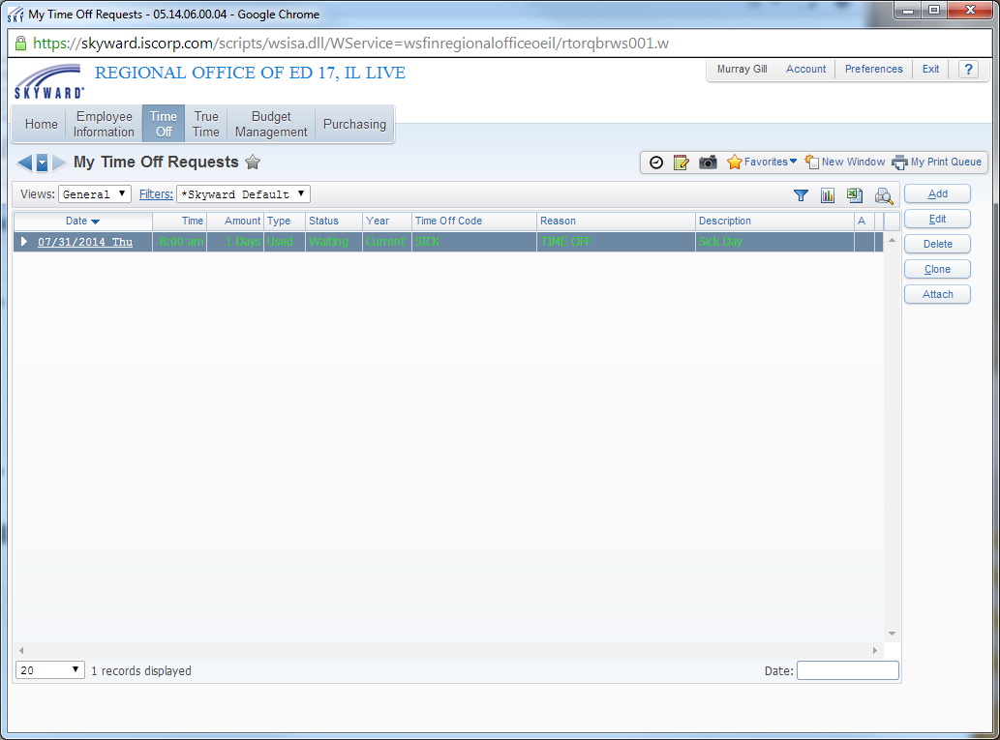 My Time Off Requests - 05.14.06.00.04 - Google Chrome
https://skyward.iscorp.com/scripts/wsisa.dll/WService=wsfinregionalofficeoeil/rtorqbrws001.w
SKYWARD
REGIONAL OFFICE OF ED 17, IL LIVE
Murray Gill Account Preferences Exit ?
Home Employee Information Time Off True Time Budget Management Purchasing
My Time Off Requests
Favorites New Window My Print Queue
Views: General Filters: *Skyward Default
Add
Edit
Delete
Clone
Attach
Date Time Amount Type Status Year Time Off Code Reason Description A
07/31/2014 Thu 8:00 am 1 Days Used Waiting Current SICK TIME OFF Sick Day
20 1 records displayed Date: